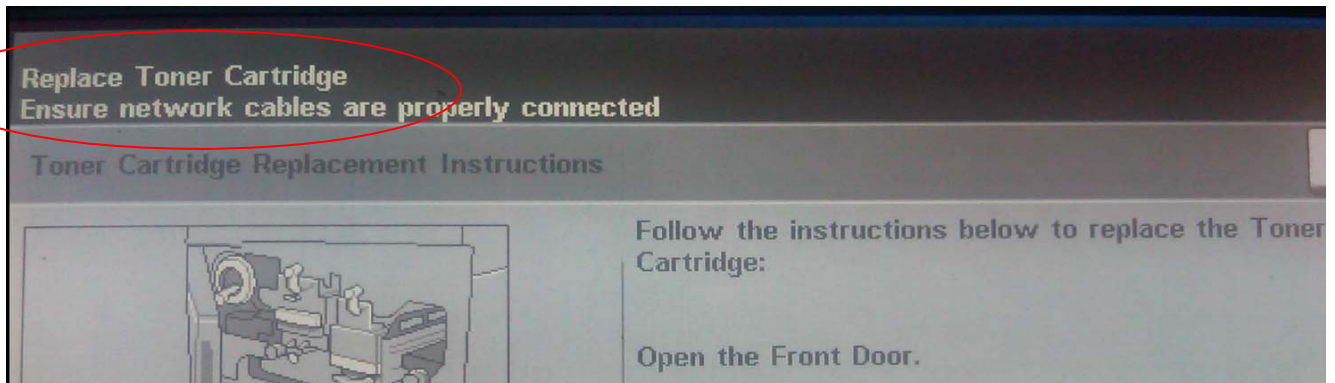 Replace Toner Cartridge
Ensure network cables are properly connected
Toner Cartridge Replacement Instructions
Follow the instructions below to replace the Toner
Cartridge:
Open the Front Door.